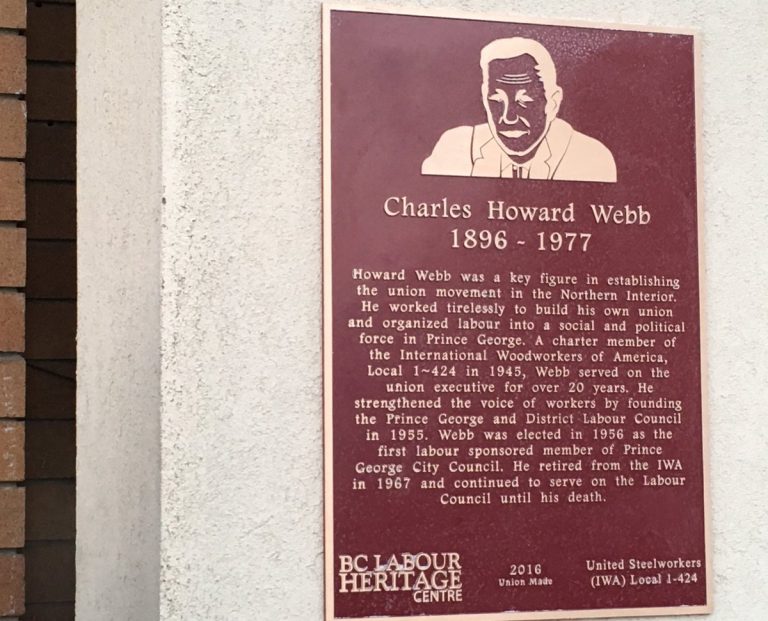 Charles Howard Webb
1896 - 1977
Howard Webb was a key figure in establishing
the union movement in the Northern Interior.
He worked tirelessly to build his own union
and organized labour into a social and political
force in Prince George. A charter member of
the International Woodworkers of America,
Local 1~424 in 1945, Webb served on the
union executive for over 20 years. He
strengthened the voice of workers by founding
the Prince George and District Labour Council
in 1955. Webb was elected in 1956 as the
first labour sponsored member of Prince
George City Council. He retired from the IWA
in 1967 and continued to serve on the Labour
Council until his death.
BC LABOUR
HERITAGE
CENTRE
2016
Union Made
United Steelworkers
(IWA) Local 1-424